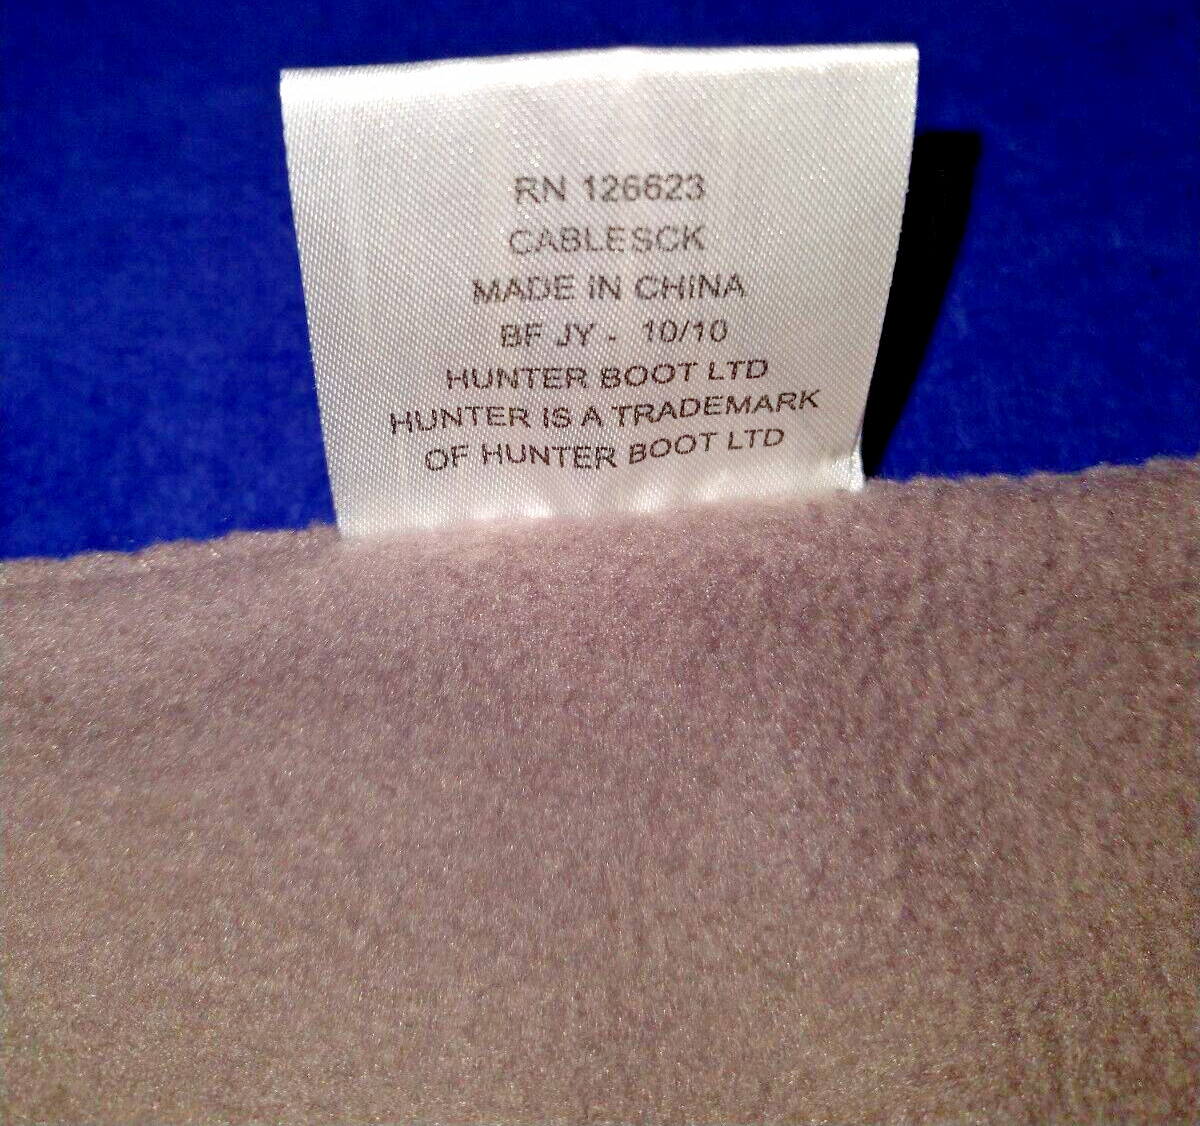 RN 126623
CABLESCK
MADE IN CHINA
BF JY - 10/10
HUNTER BOOT LTD
HUNTER IS A TRADEMARK
OF HUNTER BOOT LTD